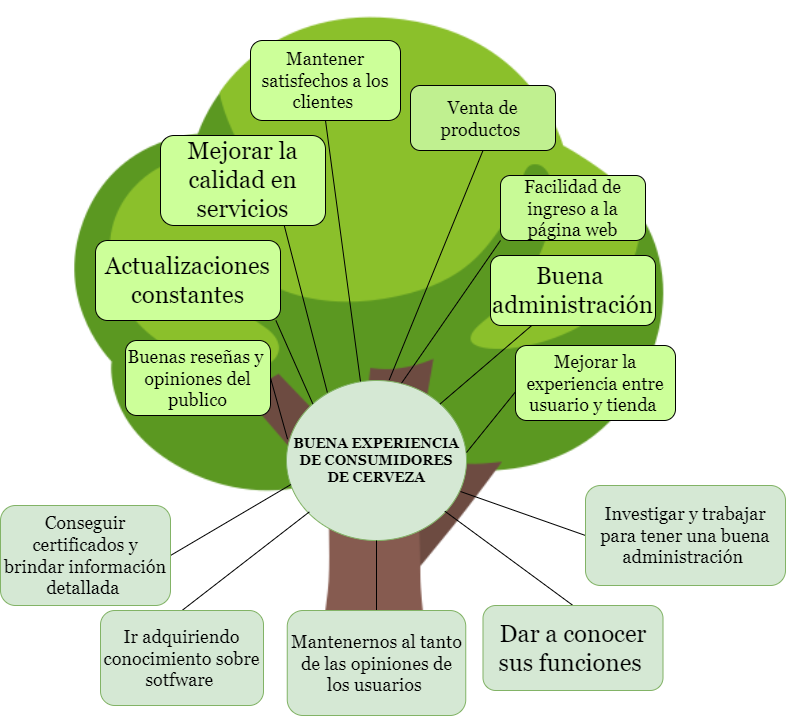 Mantener
satisfechos a los
clientes
Venta de
productos
Mejorar la
calidad en
servicios
Facilidad de
ingreso a la
página web
Actualizaciones
constantes
Buena
administración
Buenas reseñas y
opiniones del
publico
Mejorar la
experiencia entre
usuario y tienda
BUENA EXPERIENCIA
DE CONSUMIDORES
DE CERVEZA
Conseguir
certificados y
brindar información
detallada
Investigar y trabajar
para tener una buena
administración
Ir adquiriendo
conocimiento sobre
sotfware
Mantenernos al tanto
de las opiniones de
los usuarios
Dar a conocer
sus funciones